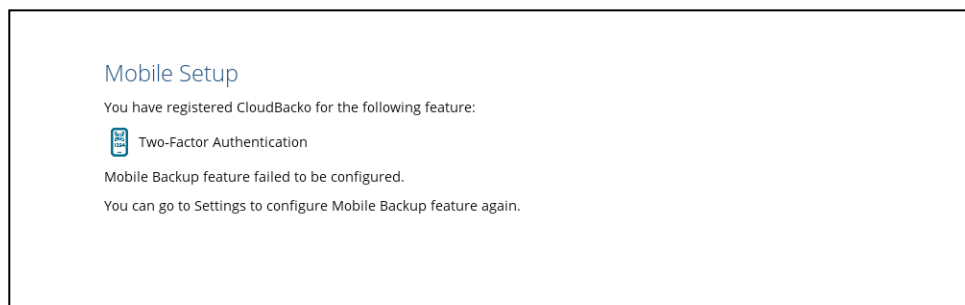 Mobile Setup
You have registered CloudBacko for the following feature:
Two-Factor Authentication
Mobile Backup feature failed to be configured.
You can go to Settings to configure Mobile Backup feature again.